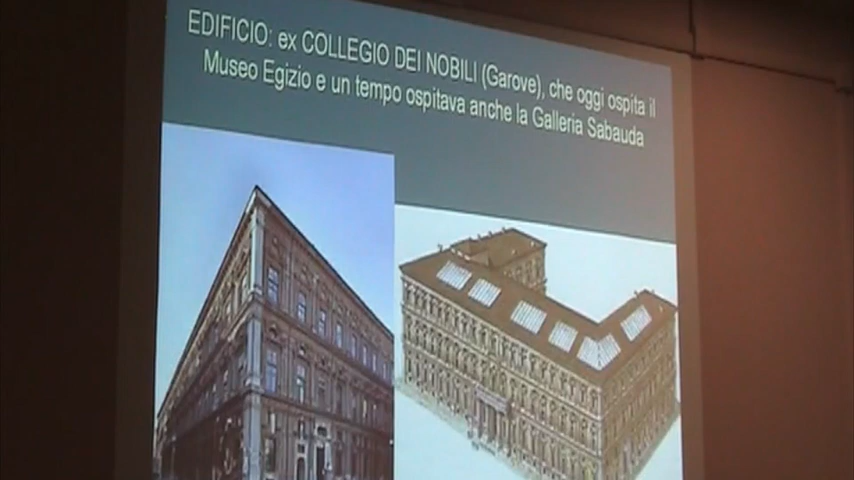 EDIFICIO: ex COLLEGIO DEI NOBILI (Garove), che oggi ospita il
Museo Egizio e un tempo ospitava anche la Galleria Sabauda